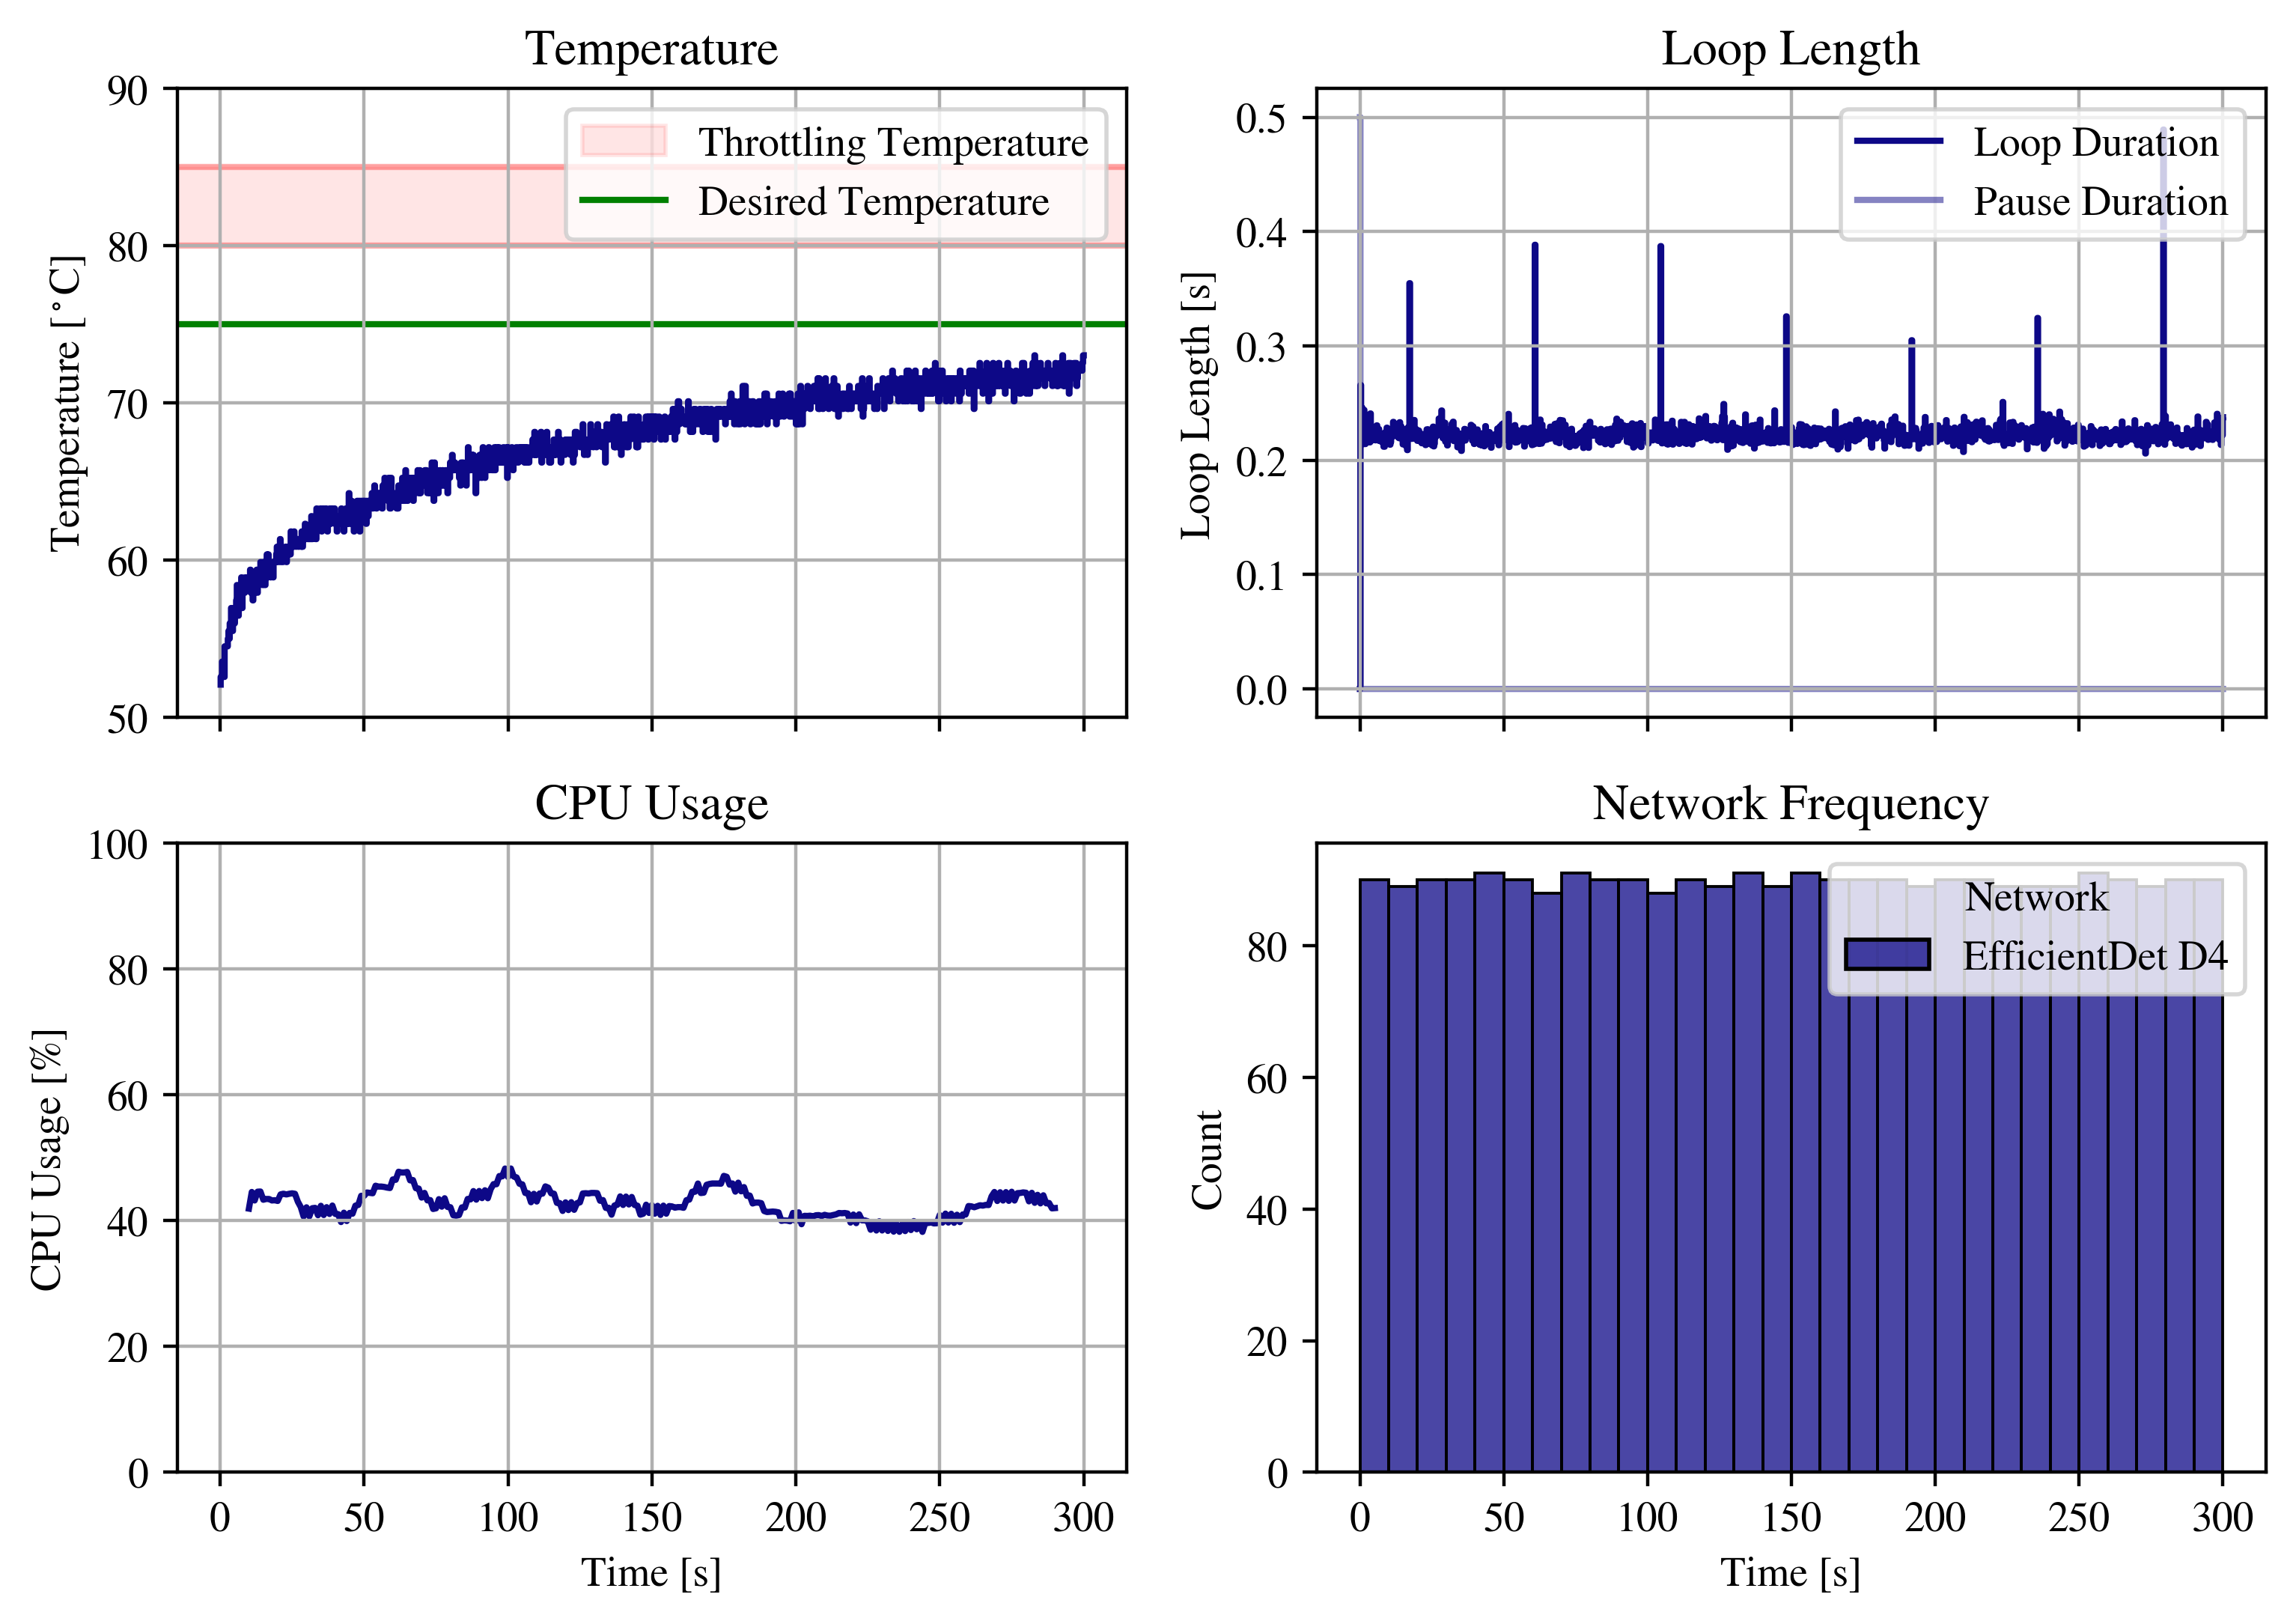 Temperature
90
80
70
60
50
Temperature [°C]
Throttling Temperature
Desired Temperature
Loop Length
0.5
0.4
0.3
0.2
0.1
0.0
Loop Length [s]
Loop Duration
Pause Duration
CPU Usage
100
80
60
40
20
0
CPU Usage [%]
0 50 100 150 200 250 300
Time [s]
Network Frequency
80
60
40
20
0
Count
Network
EfficientDet D4
0 50 100 150 200 250 300
Time [s]